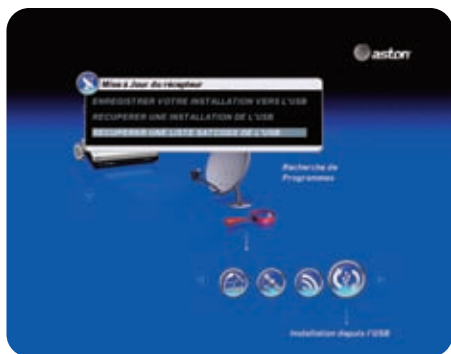 aston
Mise à Jour du récepteur
ENREGISTRER VOTRE INSTALLATION VERS L'USB
RECUPERER UNE INSTALLATION DE L'USB
RECUPERER UNE LISTE SATCODX DE L'USB
Recherche de
Programmes
Installation depuis l'USB